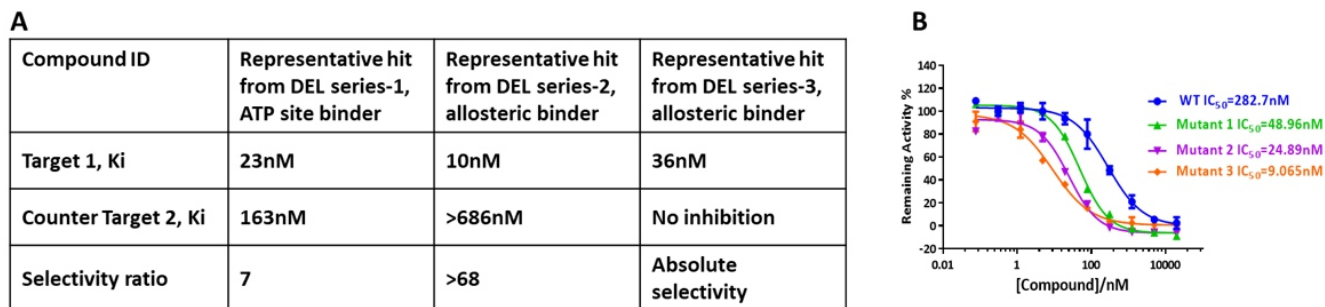 A
Compound ID
Representative hit
from DEL series-1,
ATP site binder
Representative hit
from DEL series-2,
allosteric binder
Representative hit
from DEL series-3,
allosteric binder
Target 1, Ki
23nM
10nM
36nM
Counter Target 2, Ki
163nM
>686nM
No inhibition
Selectivity ratio
7
>68
Absolute
selectivity
B
Remaining Activity %
140
120
100
80
60
40
20
0
-20
0.01
1
100
10000
[Compound]/nM
WT IC₅₀=282.7nM
Mutant 1 IC₅₀=48.96nM
Mutant 2 IC₅₀=24.89nM
Mutant 3 IC₅₀=9.065nM